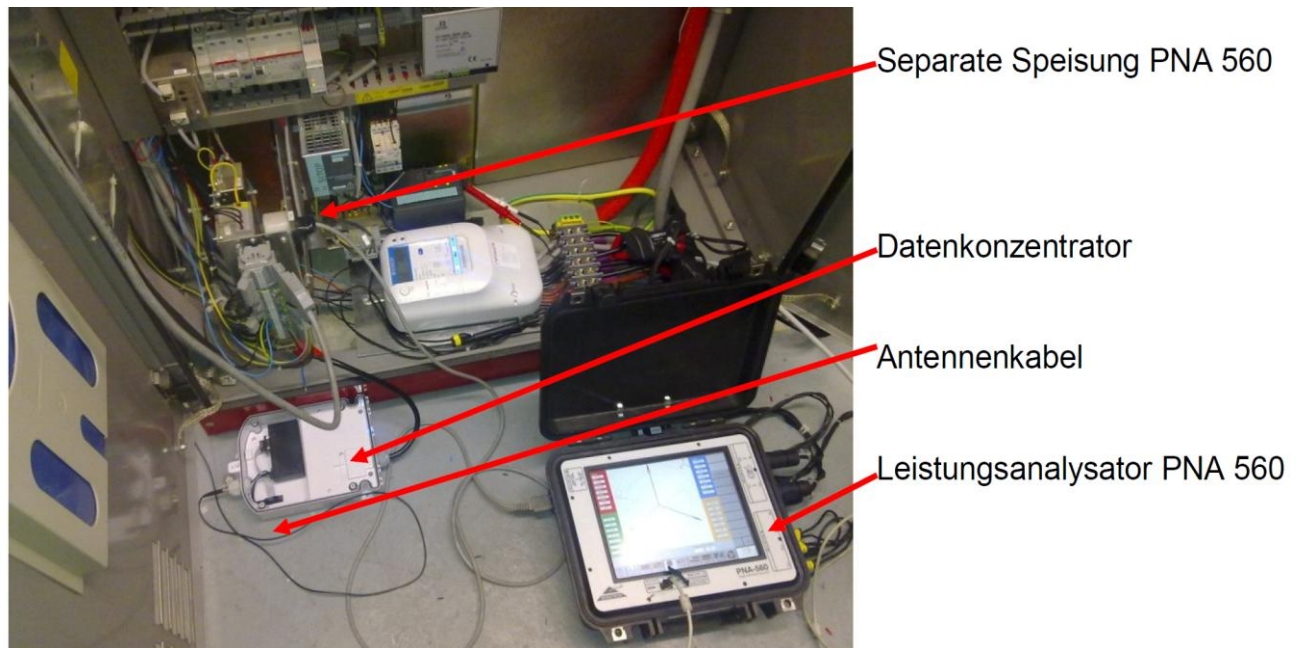 Separate Speisung PNA 560
Datenkonzentrator
Antennenkabel
Leistungsanalysator PNA 560
PNA-560